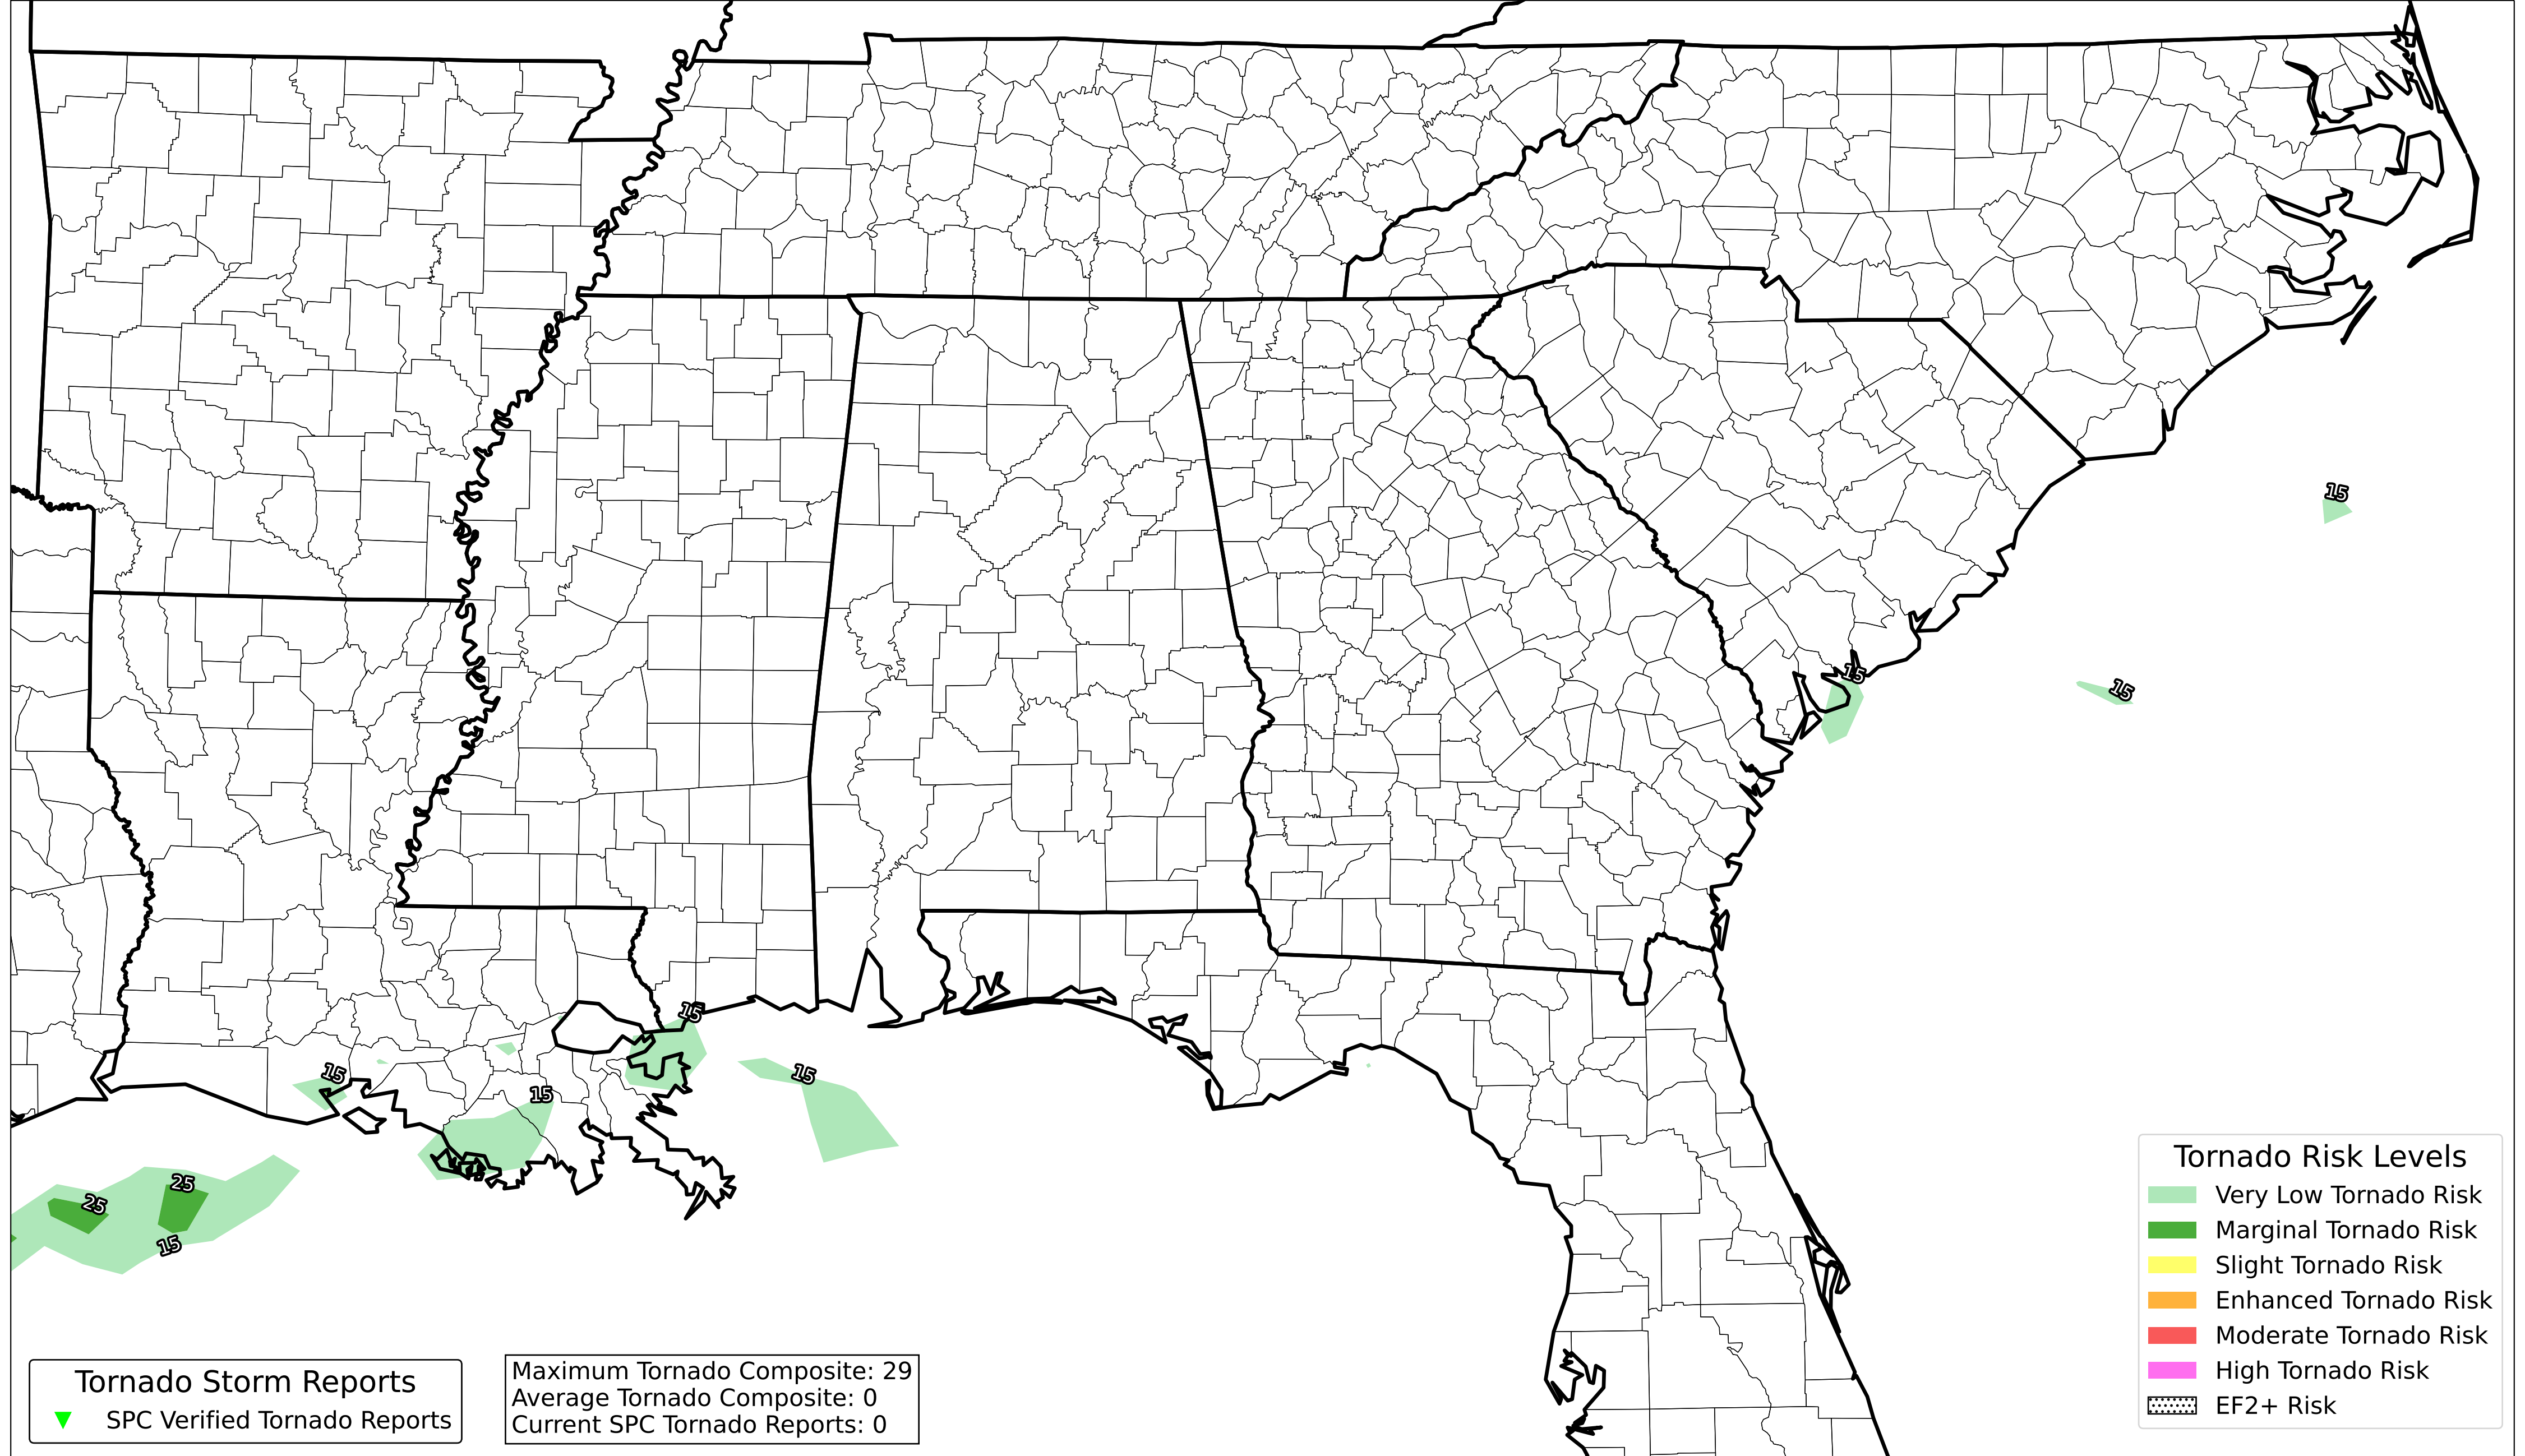 15
15
15
15
15
15
15
25
25
15
Tornado Risk Levels
Very Low Tornado Risk
Marginal Tornado Risk
Slight Tornado Risk
Enhanced Tornado Risk
Moderate Tornado Risk
High Tornado Risk
EF2+ Risk
Tornado Storm Reports
SPC Verified Tornado Reports
Maximum Tornado Composite: 29
Average Tornado Composite: 0
Current SPC Tornado Reports: 0